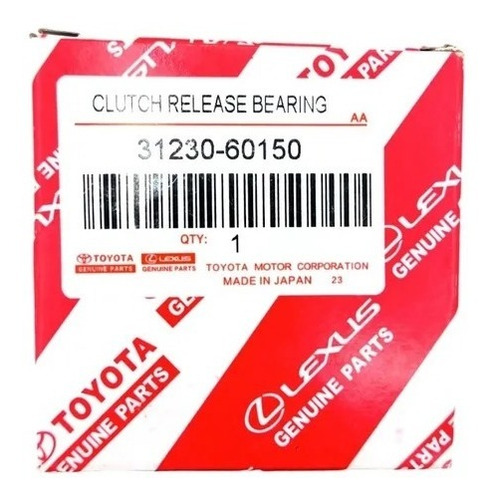 CLUTCH RELEASE BEARING
AA
31230-60150
QTY: 1
TOYOTA LEXUS
GENUINE PARTS GENUINE PARTS
TOYOTA MOTOR CORPORATION
MADE IN JAPAN 23
LEXUS
GENUINE PARTS
TOYOTA
GENUINE PARTS
LEXUS
GENUINE PARTS